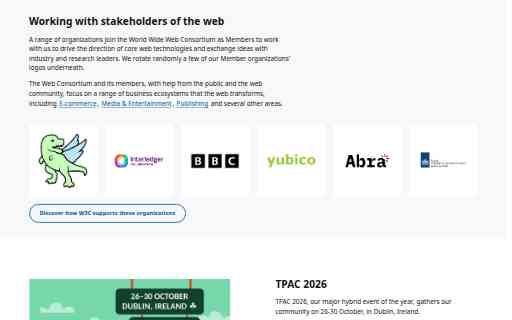 Working with stakeholders of the web
A range of organizations join the World Wide Web Consortium as Members to work
with us to drive the direction of core web technologies and exchange ideas with
industry and research leaders. We rotate randomly a few of our Member organizations'
logos underneath.
The Web Consortium and its members, with help from the public and the web
community, focus on a range of business ecosystems that the web transforms,
including E-commerce, Media & Entertainment, Publishing and several other areas.
Interledger
BBC
yubico
Abra
Discover how W3C supports these organizations
26-30 OCTOBER
DUBLIN, IRELAND
TPAC 2026
TPAC 2026, our major hybrid event of the year, gathers our
community on 26-30 October, in Dublin, Ireland.